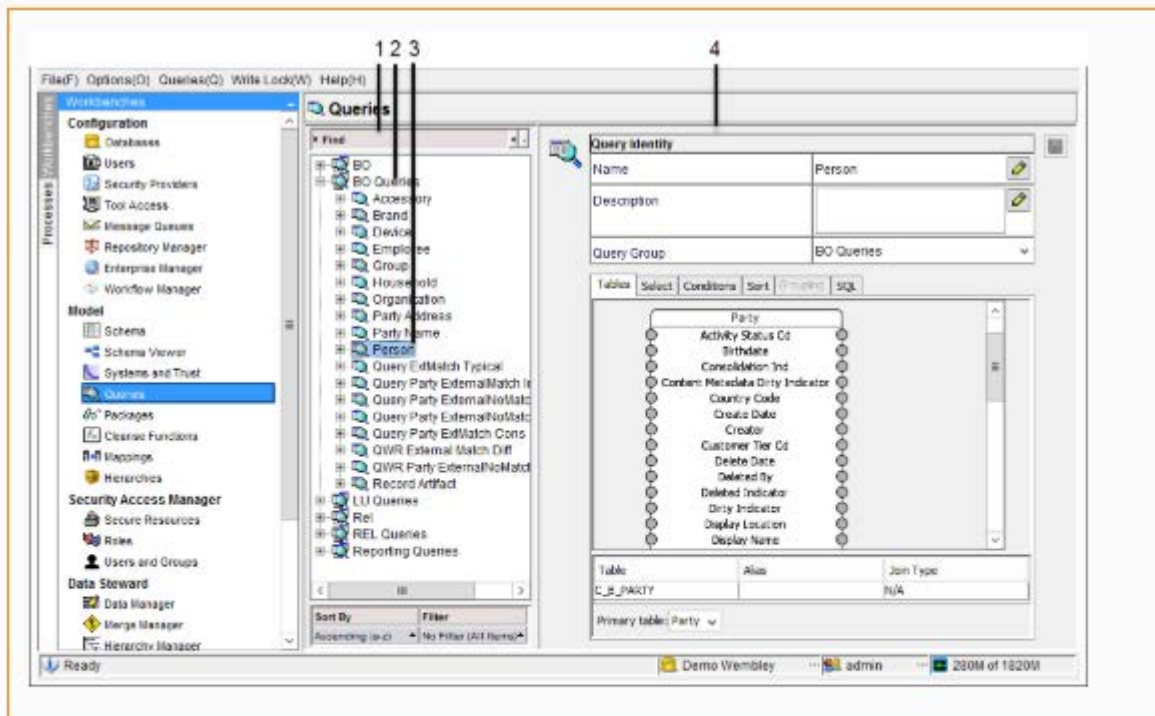 1 2 3 4
File(F) Options(O) Queries(Q) Write Lock(W) Help(H)
Workbenches
Processes
Workbenches
Configuration
Databases
Users
Security Providers
Tool Access
Message Queues
Repository Manager
Enterprise Manager
Workflow Manager
Model
Schema
Schema Viewer
Systems and Trust
Queries
Packages
Cleanse Functions
Mappings
Hierarchies
Security Access Manager
Secure Resources
Roles
Users and Groups
Data Steward
Data Manager
Merge Manager
Hierarchy Manager
Queries
Find
BO
BO Queries
Accessory
Brand
Device
Employee
Group
Household
Organization
Party Address
Party Name
Person
Query ExtMatch Typical
Query Party ExternalMatch I
Query Party ExternalNoMatc
Query Party ExternalNoMatc
Query Party ExtMatch Cons
QWR External Match Diff
QWR Party ExternalNoMatch
Record Artifact
LU Queries
Rel
REL Queries
Reporting Queries
Sort By Filter
Ascending (a-z) No Filter (All Items)
Query Identity
Name Person
Description
Query Group BO Queries
Tables Select Conditions Sort Grouping SQL
Party
Activity Status Cd
Birthdate
Consolidation Ind
Content Metadata Dirty Indicator
Country Code
Create Date
Creator
Customer Tier Cd
Delete Date
Deleted By
Deleted Indicator
Dirty Indicator
Display Location
Display Name
Table Alias Join Type
C_B_PARTY N/A
Primary table: Party
Ready Demo Wembley admin 280M of 1820M